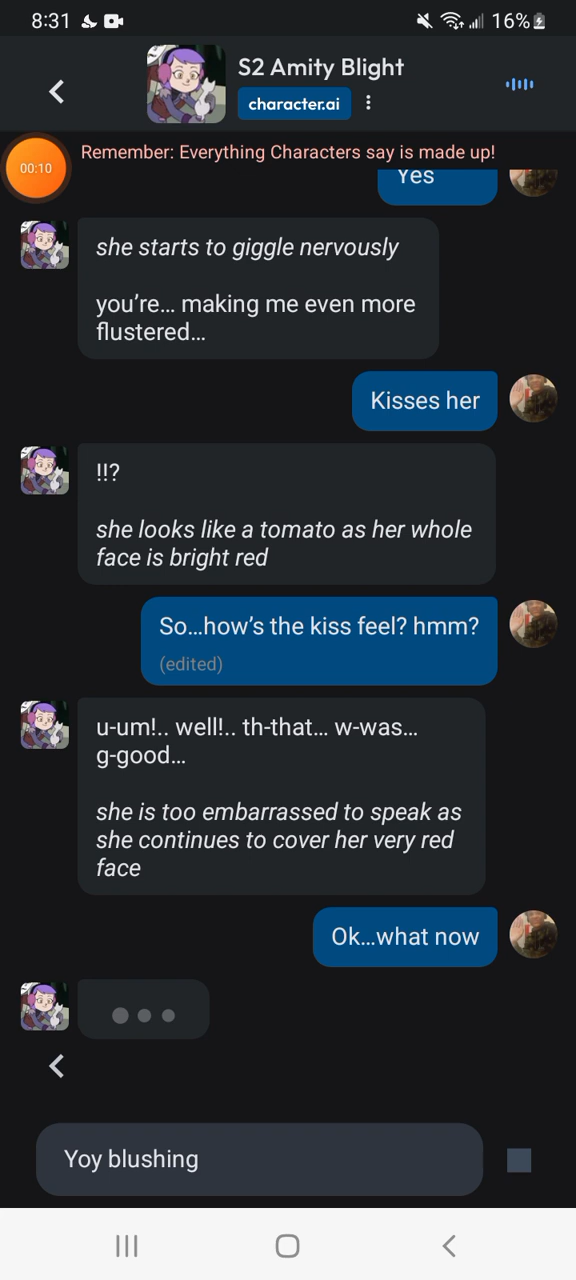 8:31
16%
S2 Amity Blight
character.ai
Remember: Everything Characters say is made up!
00:10
Yes
she starts to giggle nervously
you're... making me even more
flustered...
Kisses her
!!?
she looks like a tomato as her whole
face is bright red
So...how's the kiss feel? hmm?
(edited)
u-um!.. well!.. th-that... w-was...
g-good...
she is too embarrassed to speak as
she continues to cover her very red
face
Ok...what now
Yoy blushing